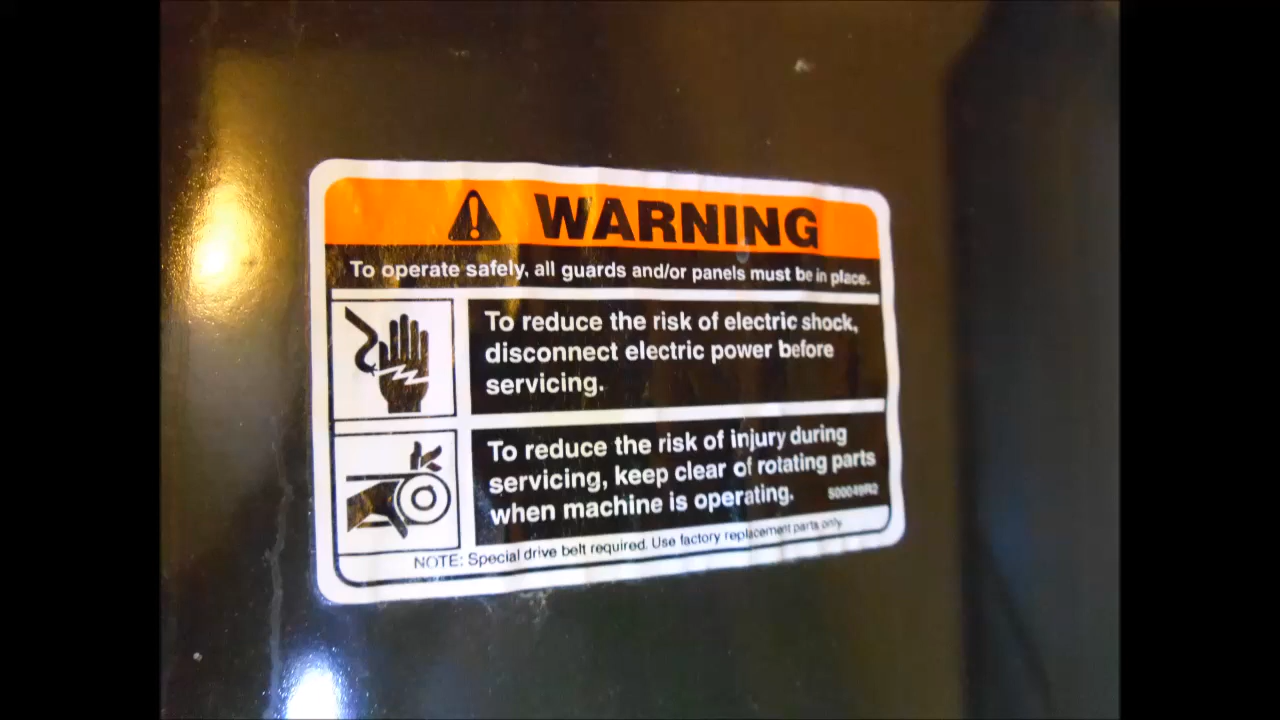 WARNING
To operate safely, all guards and/or panels must be in place.
To reduce the risk of electric shock,
disconnect electric power before
servicing.
To reduce the risk of injury during
servicing, keep clear of rotating parts
when machine is operating.
S00049R2
NOTE: Special drive belt required. Use factory replacement parts only.